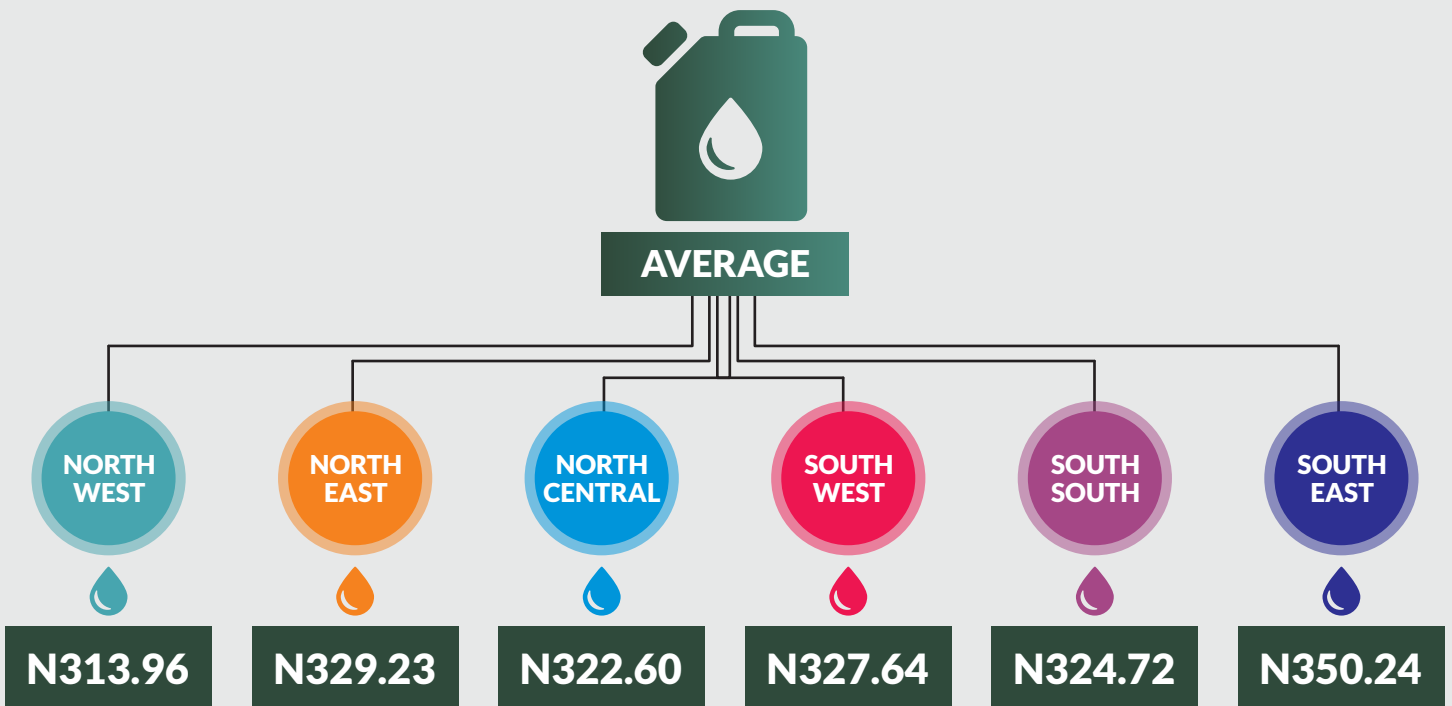 AVERAGE
NORTH
WEST
NORTH
EAST
NORTH
CENTRAL
SOUTH
WEST
SOUTH
SOUTH
SOUTH
EAST
N313.96
N329.23
N322.60
N327.64
N324.72
N350.24